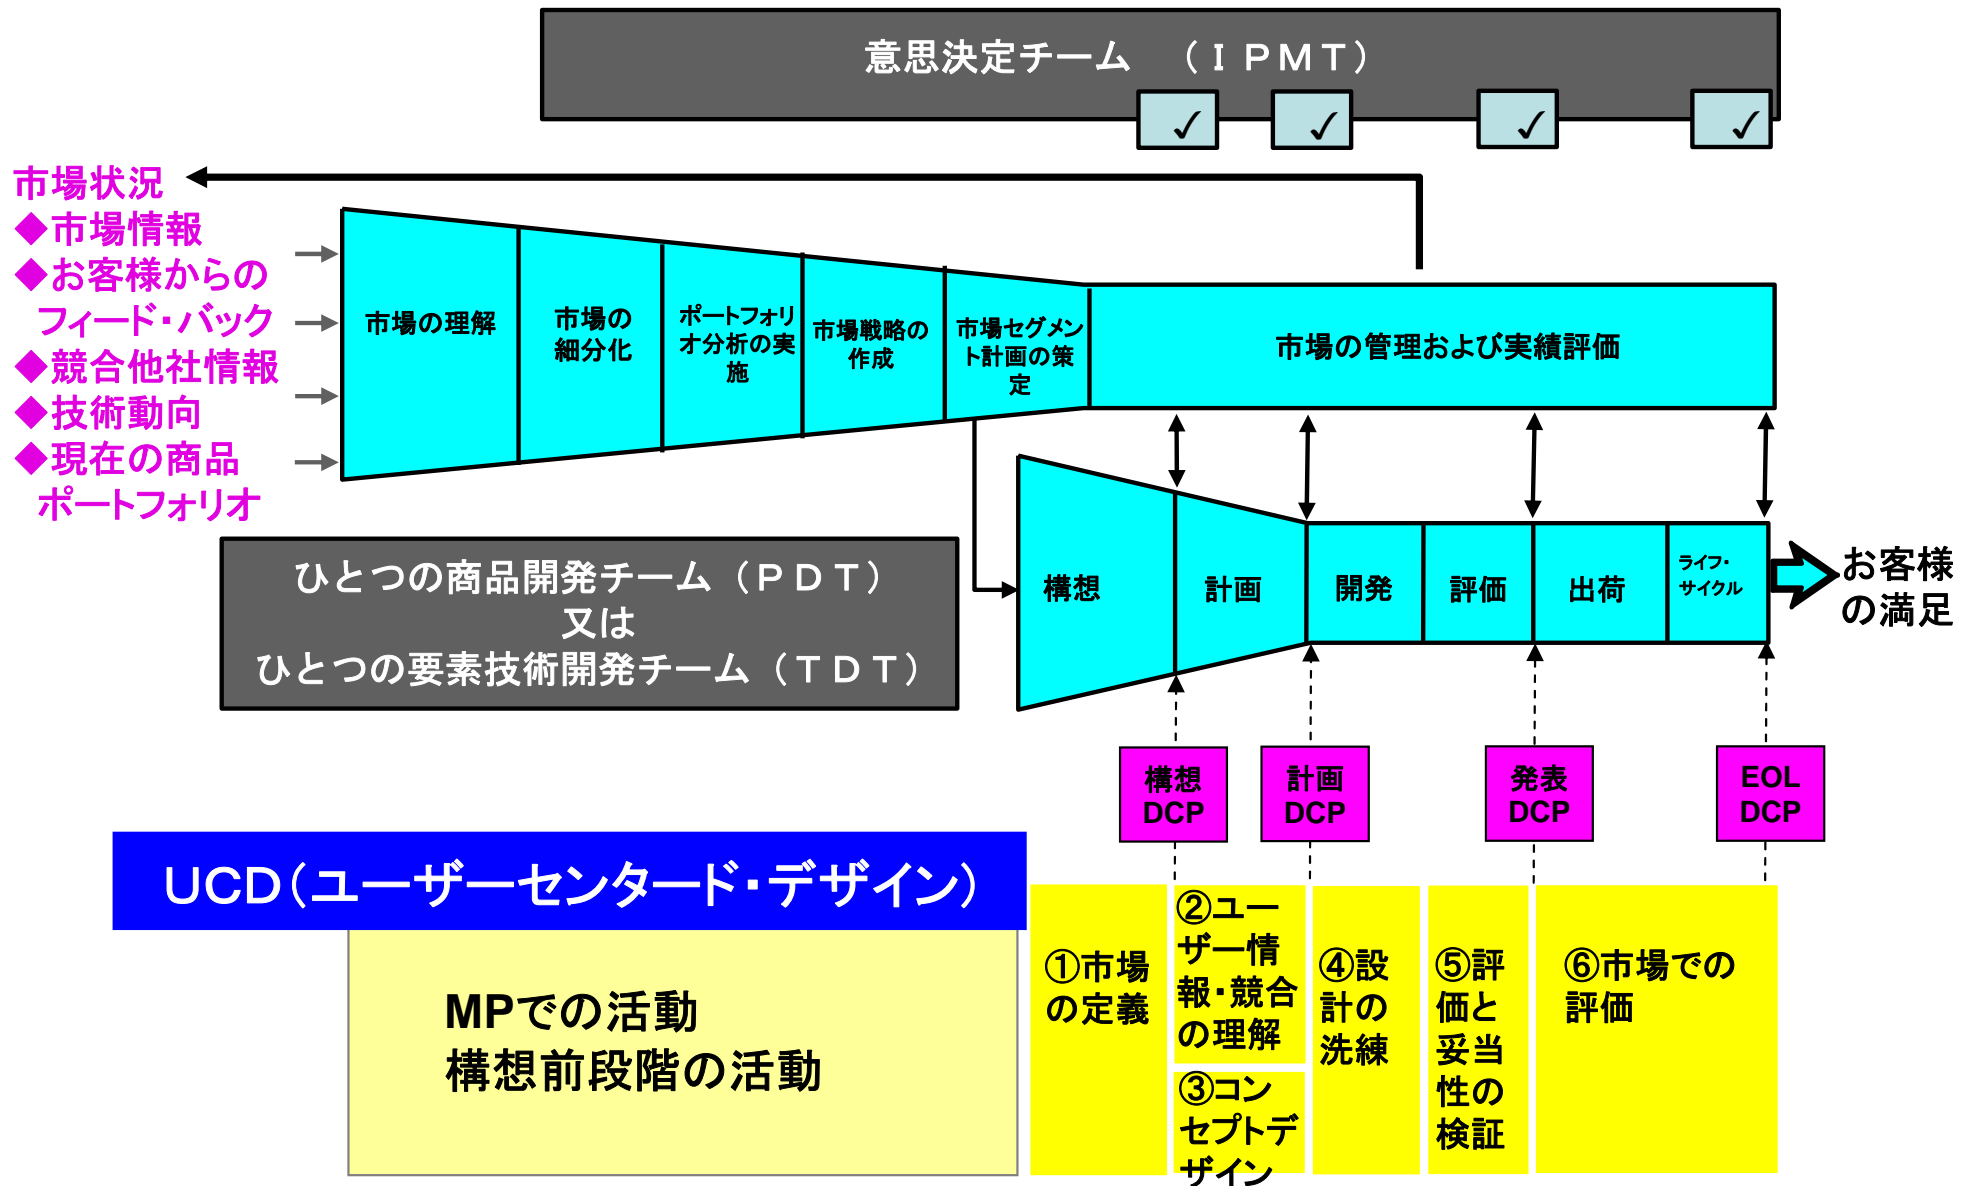 意思決定チーム　（ＩＰＭＴ）
✓
✓
✓
✓
市場状況
◆市場情報
◆お客様からの
フィード・バック
◆競合他社情報
◆技術動向
◆現在の商品
ポートフォリオ
市場の理解
市場の
細分化
ポートフォリ
オ分析の実
施
市場戦略の
作成
市場セグメン
ト計画の策
定
市場の管理および実績評価
ひとつの商品開発チーム（ＰＤＴ）
又は
ひとつの要素技術開発チーム（ＴＤＴ）
構想
計画
開発
評価
出荷
ライフ・
サイクル
お客様
の満足
構想
DCP
計画
DCP
発表
DCP
EOL
DCP
UCD(ユーザーセンタード・デザイン)
MPでの活動
構想前段階の活動
①市場
の定義
②ユー
ザー情
報・競合
の理解
③コン
セプトデ
ザイン
④設
計の
洗練
⑤評
価と
妥当
性の
検証
⑥市場での
評価